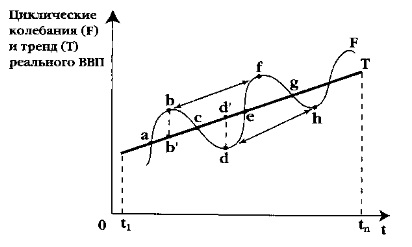 Циклические
колебания (F)
и тренд (T)
реального ВВП
F
T
f
b
g
d'
a
c
e
h
b'
d
0
t1
tn
t